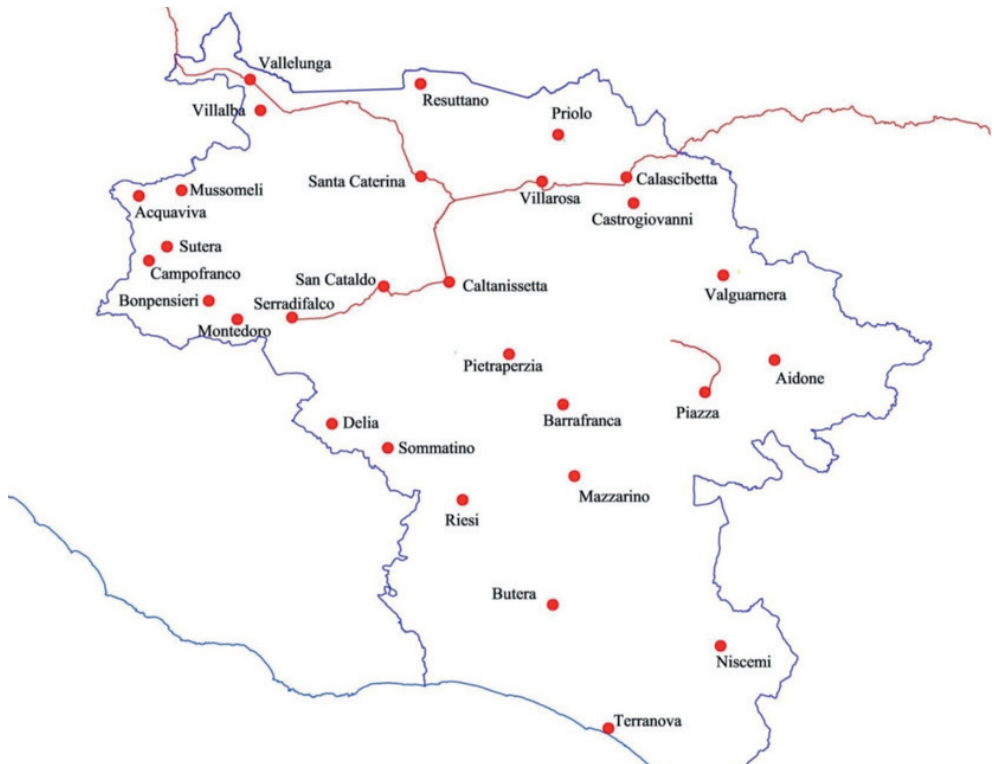 Vallelunga
Resuttano
Villalba
Priolo
Santa Caterina
Calascibetta
Mussomeli
Villarosa
Acquaviva
Castrogiovanni
Sutera
Campofranco
San Cataldo
Caltanissetta
Valguarnera
Bonpensieri
Serradifalco
Montedoro
Pietraperzia
Aidone
Piazza
Barrafranca
Delia
Sommatino
Mazzarino
Riesi
Butera
Niscemi
Terranova